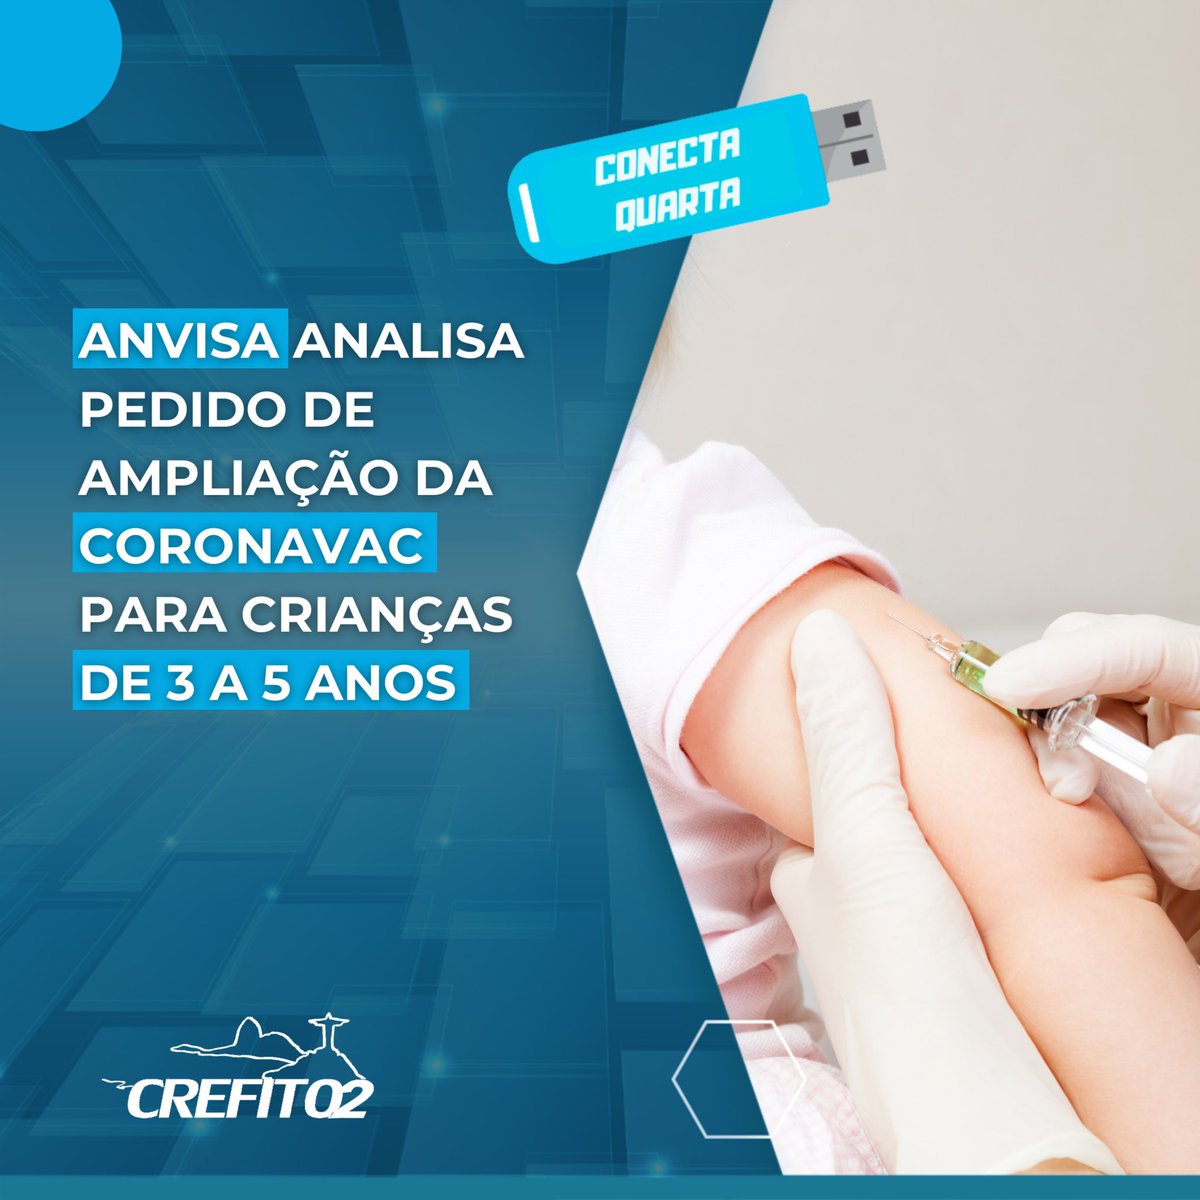 CONECTA
QUARTA
ANVISA ANALISA
PEDIDO DE
AMPLIAÇÃO DA
CORONAVAC
PARA CRIANÇAS
DE 3 A 5 ANOS
CREFITO2